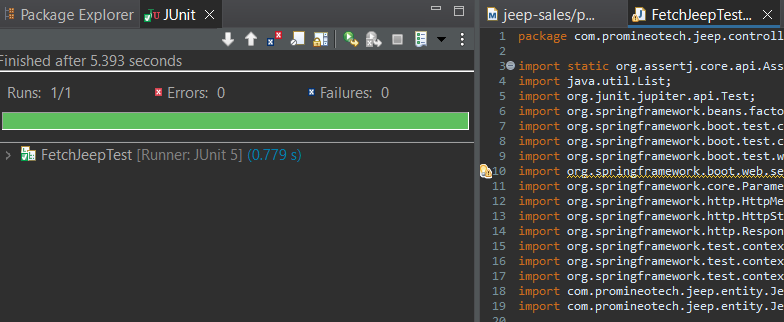 Package Explorer JUnit
Finished after 5.393 seconds
Runs: 1/1 Errors: 0 Failures: 0
FetchJeepTest [Runner: JUnit 5] (0.779 s)
jeep-sales/p... FetchJeepTest...
1 package com.promineotech.jeep.controll
2
3 import static org.assertj.core.api.Ass
4 import java.util.List;
5 import org.junit.jupiter.api.Test;
6 import org.springframework.beans.facto
7 import org.springframework.boot.test.c
8 import org.springframework.boot.test.c
9 import org.springframework.boot.test.w
10 import org.springframework.boot.web.se
11 import org.springframework.core.Parame
12 import org.springframework.http.HttpMe
13 import org.springframework.http.HttpSt
14 import org.springframework.http.Respon
15 import org.springframework.test.contex
16 import org.springframework.test.contex
17 import org.springframework.test.contex
18 import com.promineotech.jeep.entity.Je
19 import com.promineotech.jeep.entity.Je
20